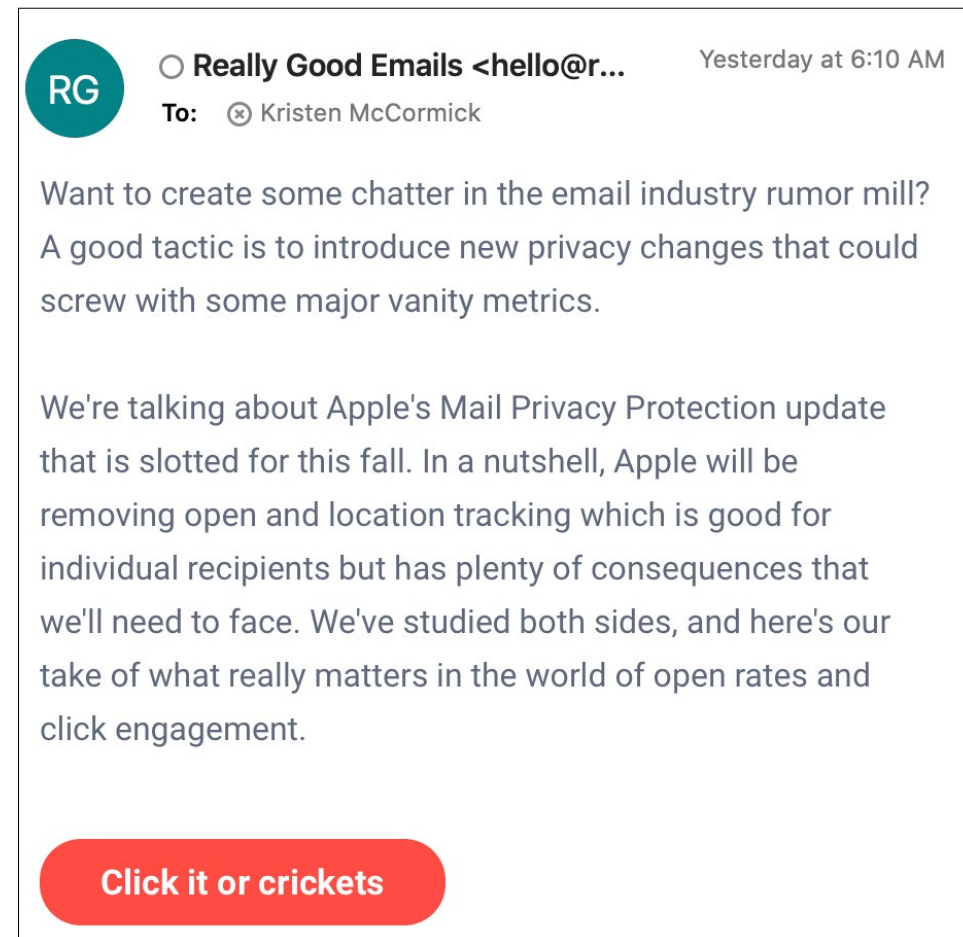 RG
Really Good Emails <hello@r...
Yesterday at 6:10 AM
To: Kristen McCormick
Want to create some chatter in the email industry rumor mill?
A good tactic is to introduce new privacy changes that could
screw with some major vanity metrics.
We're talking about Apple's Mail Privacy Protection update
that is slotted for this fall. In a nutshell, Apple will be
removing open and location tracking which is good for
individual recipients but has plenty of consequences that
we'll need to face. We've studied both sides, and here's our
take of what really matters in the world of open rates and
click engagement.
Click it or crickets